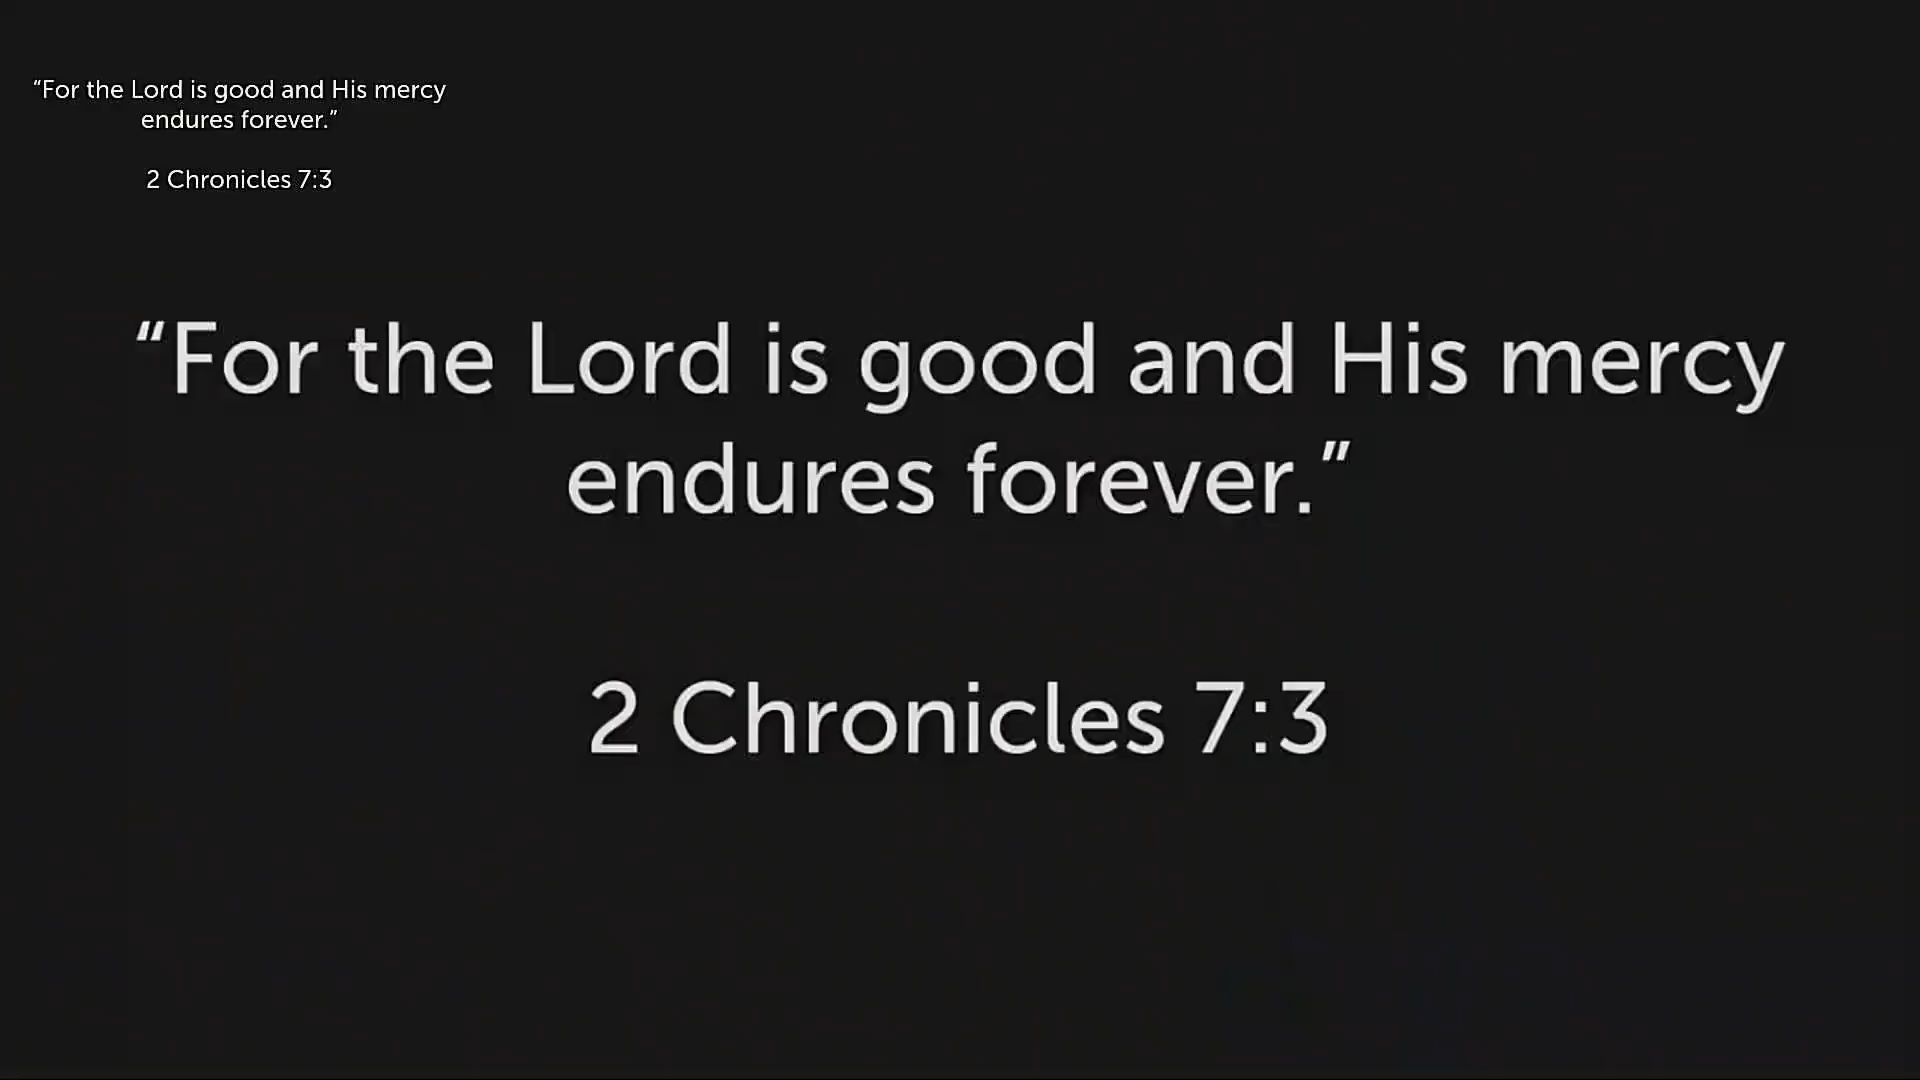 “For the Lord is good and His mercy
endures forever.”
2 Chronicles 7:3
“For the Lord is good and His mercy
endures forever.”
2 Chronicles 7:3